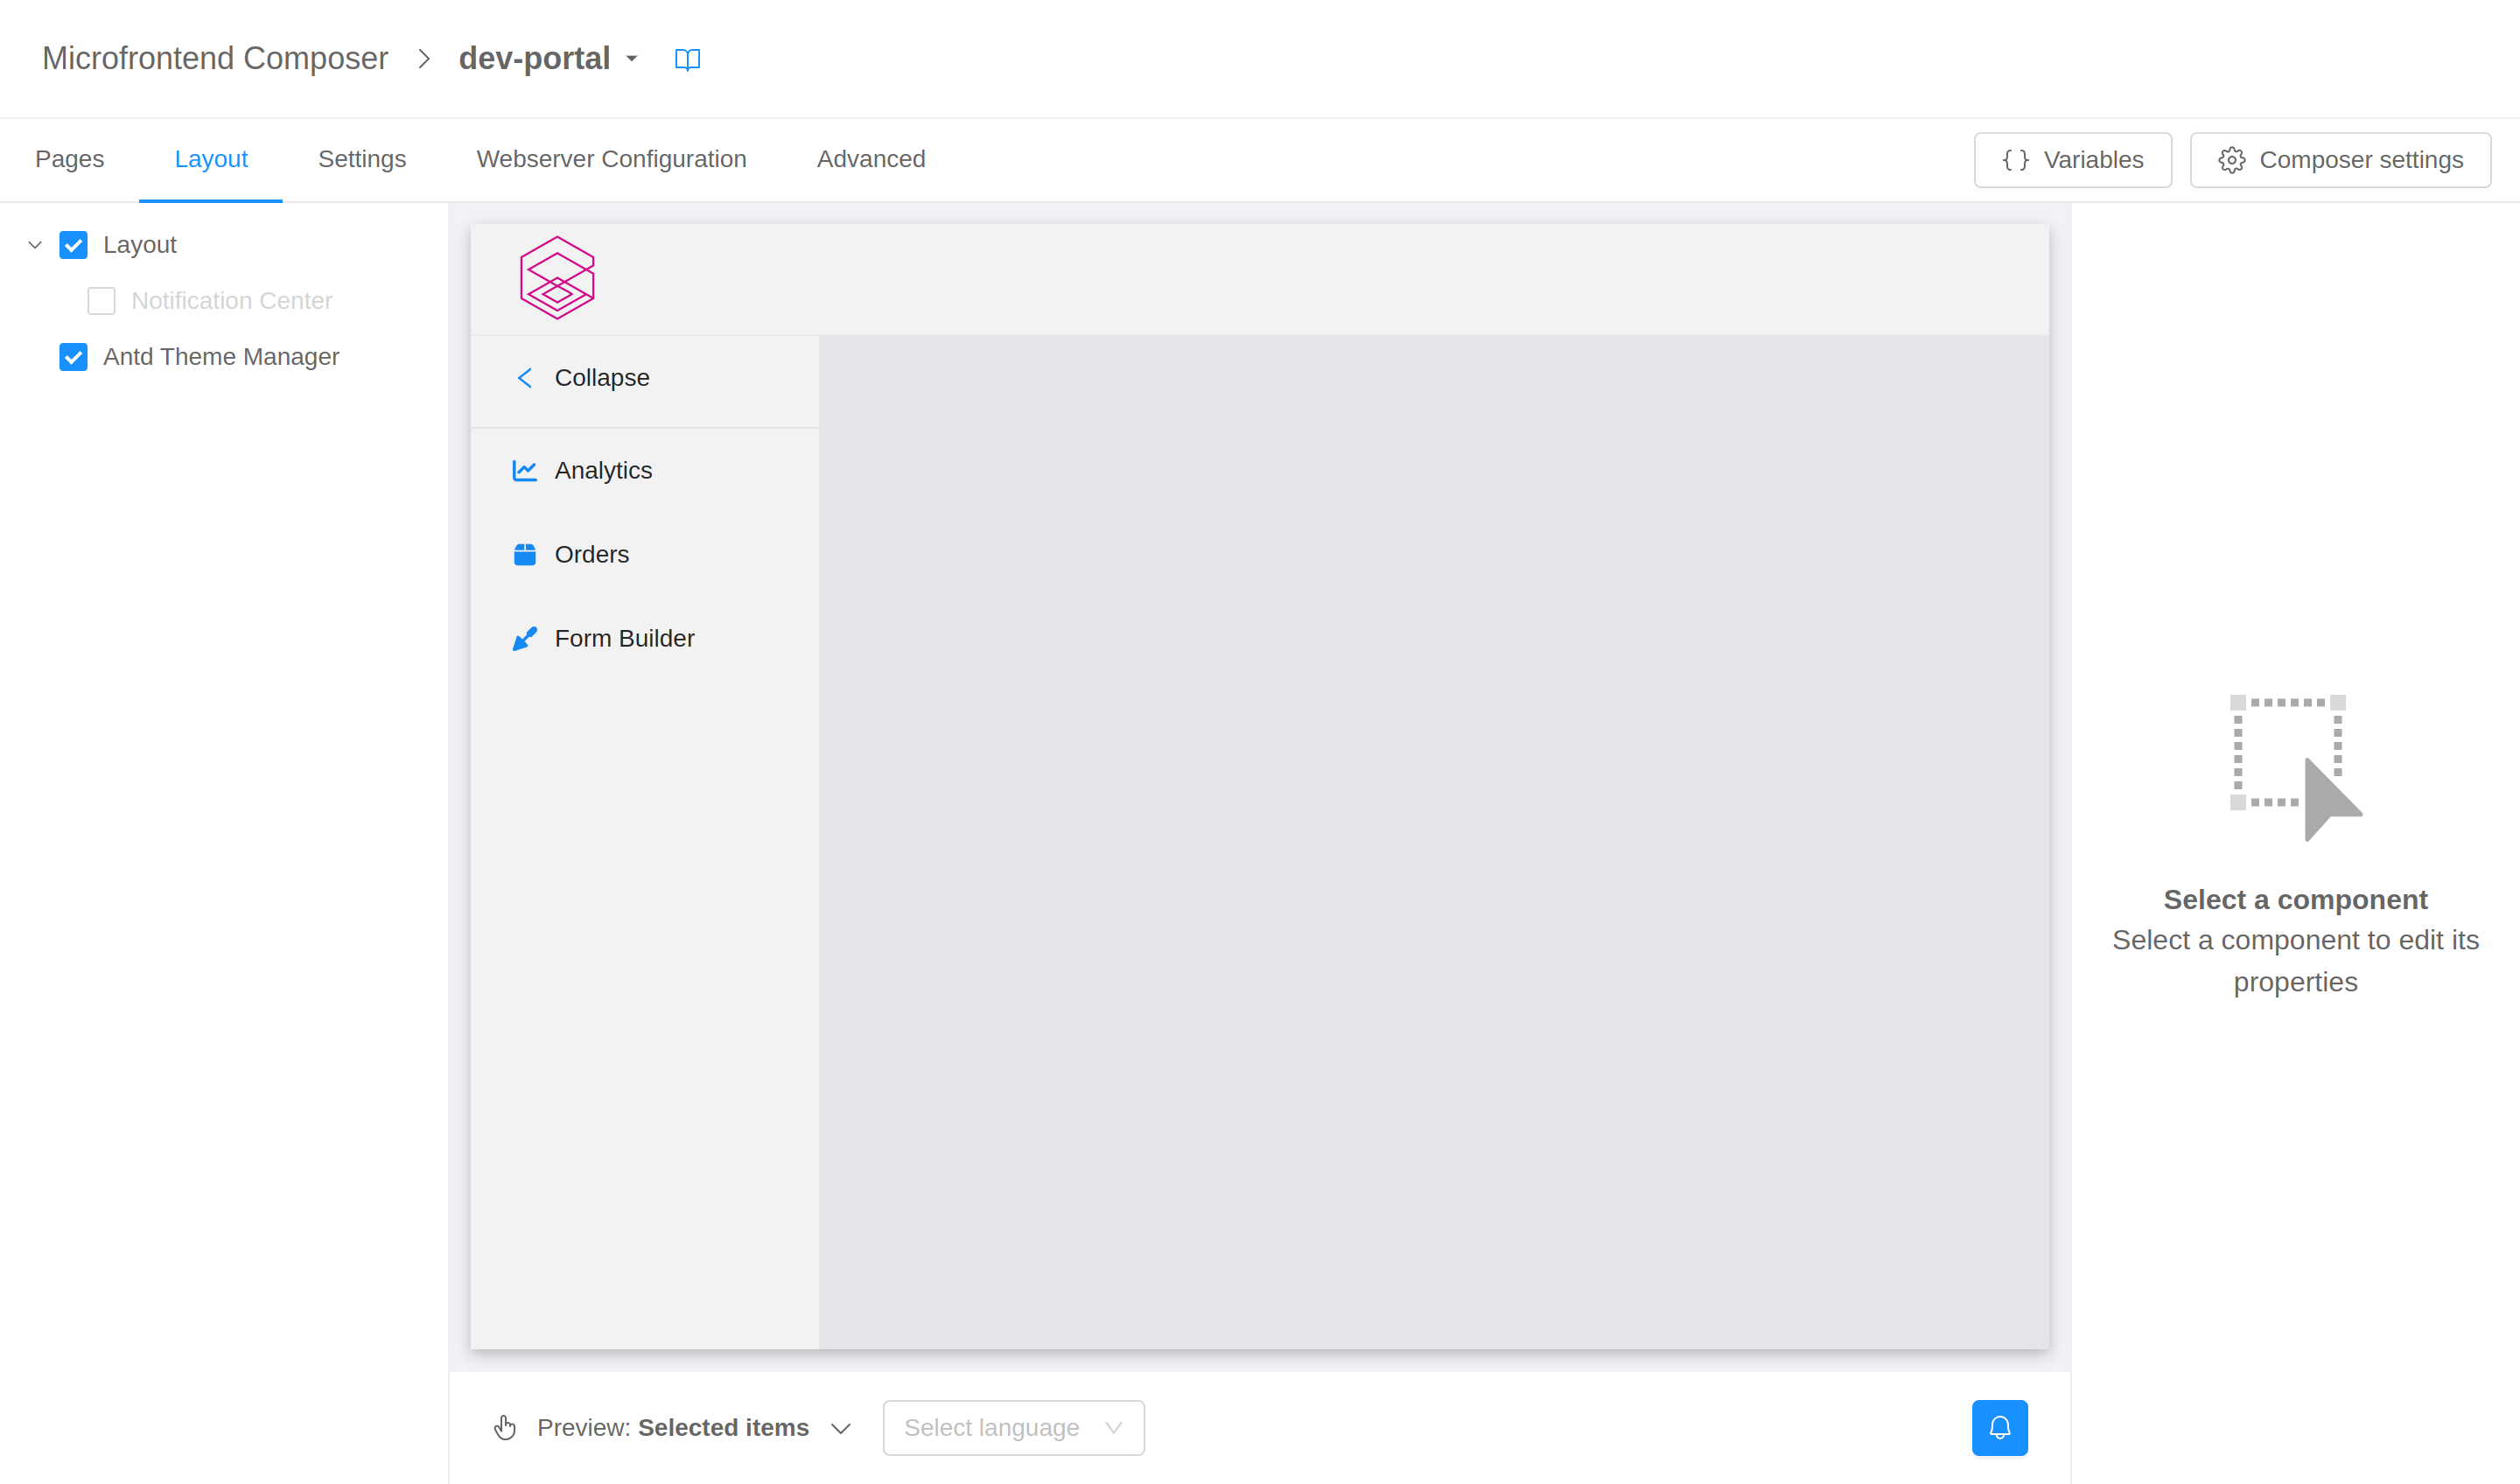 Microfrontend Composer dev-portal
Pages Layout Settings Webserver Configuration Advanced Variables Composer settings
Layout
Notification Center
Antd Theme Manager
Collapse
Analytics
Orders
Form Builder
Select a component
Select a component to edit its
properties
Preview: Selected items Select language